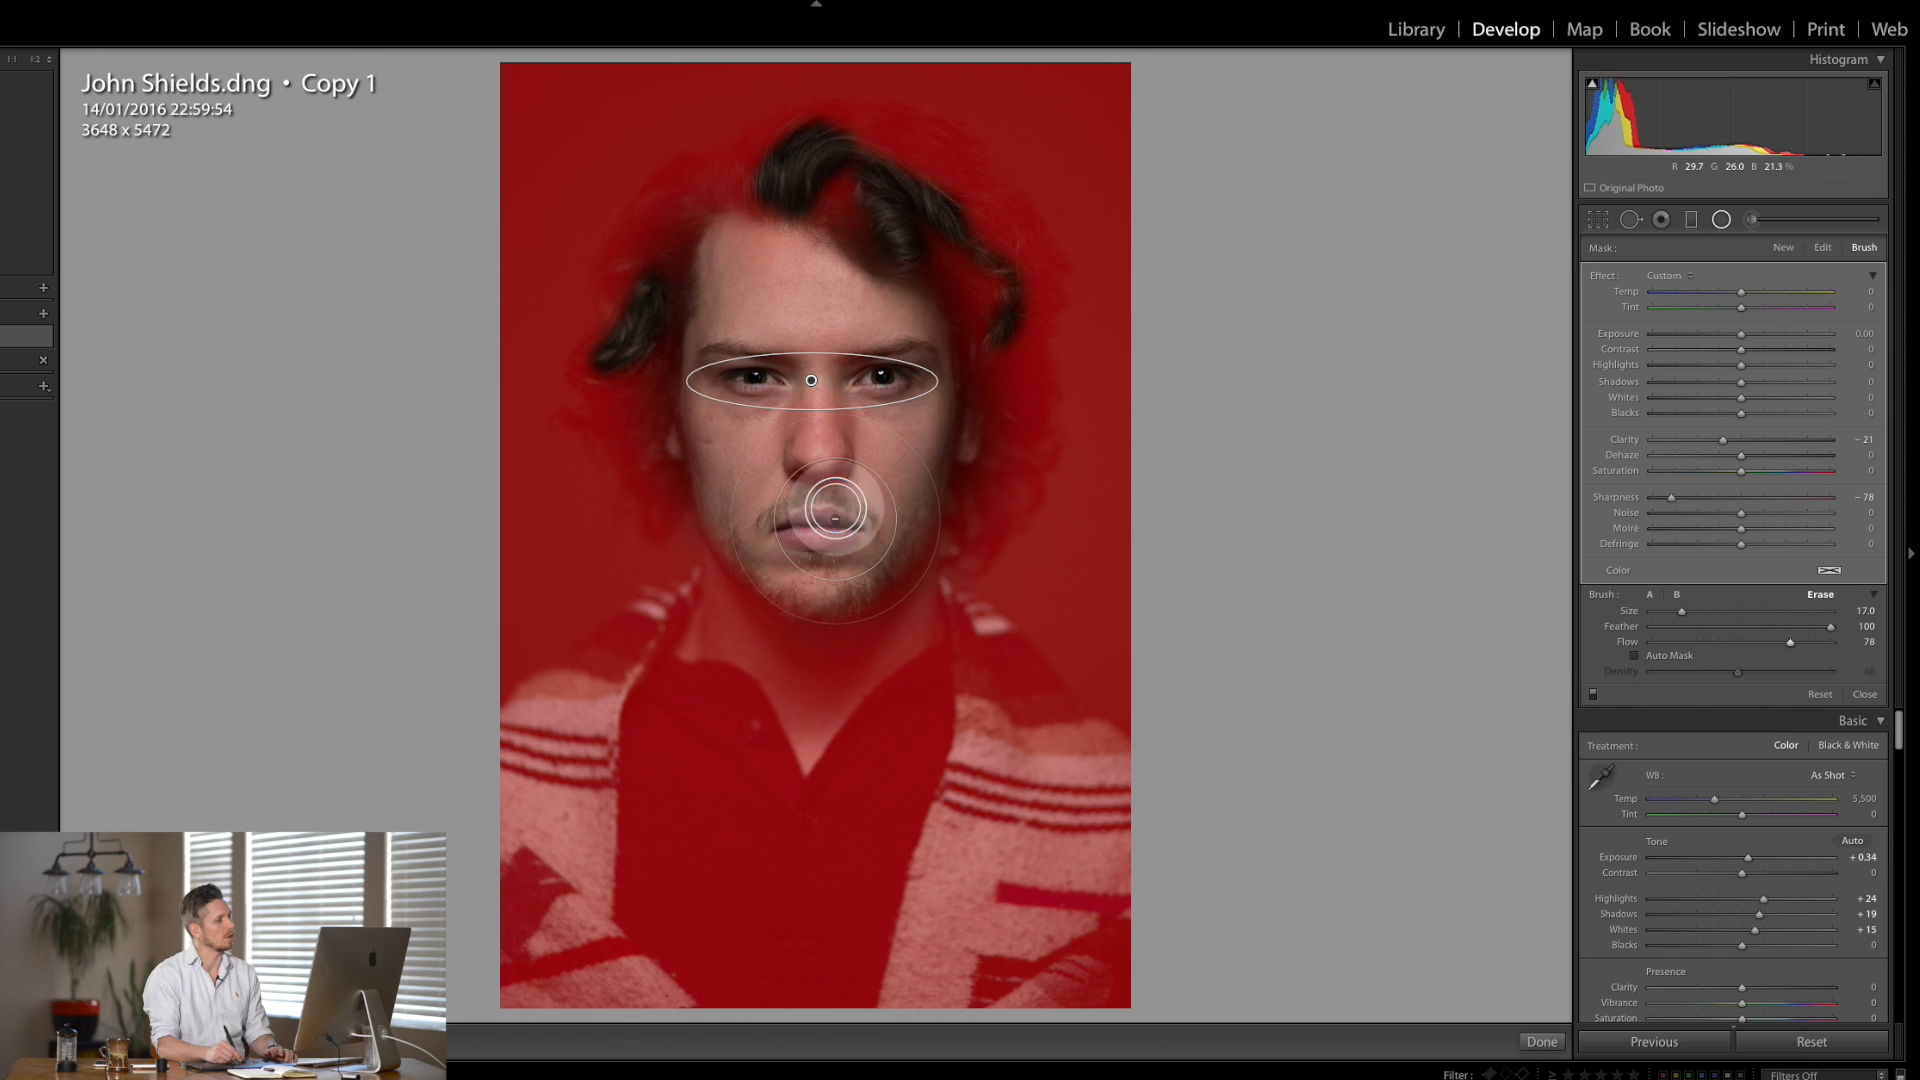 Library | Develop | Map | Book | Slideshow | Print | Web
1:1 1:2
Histogram
John Shields.dng • Copy 1
14/01/2016 22:59:54
3648 x 5472
R 29.7 G 26.0 B 21.3 %
Original Photo
Mask : New Edit Brush
Effect : Custom
Temp 0
Tint 0
Exposure 0.00
Contrast 0
Highlights 0
Shadows 0
Whites 0
Blacks 0
Clarity – 21
Dehaze 0
Saturation 0
Sharpness – 78
Noise 0
Moiré 0
Defringe 0
Color
Brush : A | B Erase
Size 17.0
Feather 100
Flow 78
Auto Mask
Density 48
Reset | Close
Basic
Treatment : Color | Black & White
WB : As Shot
Temp 5,500
Tint 0
Tone Auto
Exposure + 0.34
Contrast 0
Highlights + 24
Shadows + 19
Whites + 15
Blacks 0
Presence
Clarity 0
Vibrance 0
Saturation 0
Done
Previous Reset
Filter : ≥ Filters Off